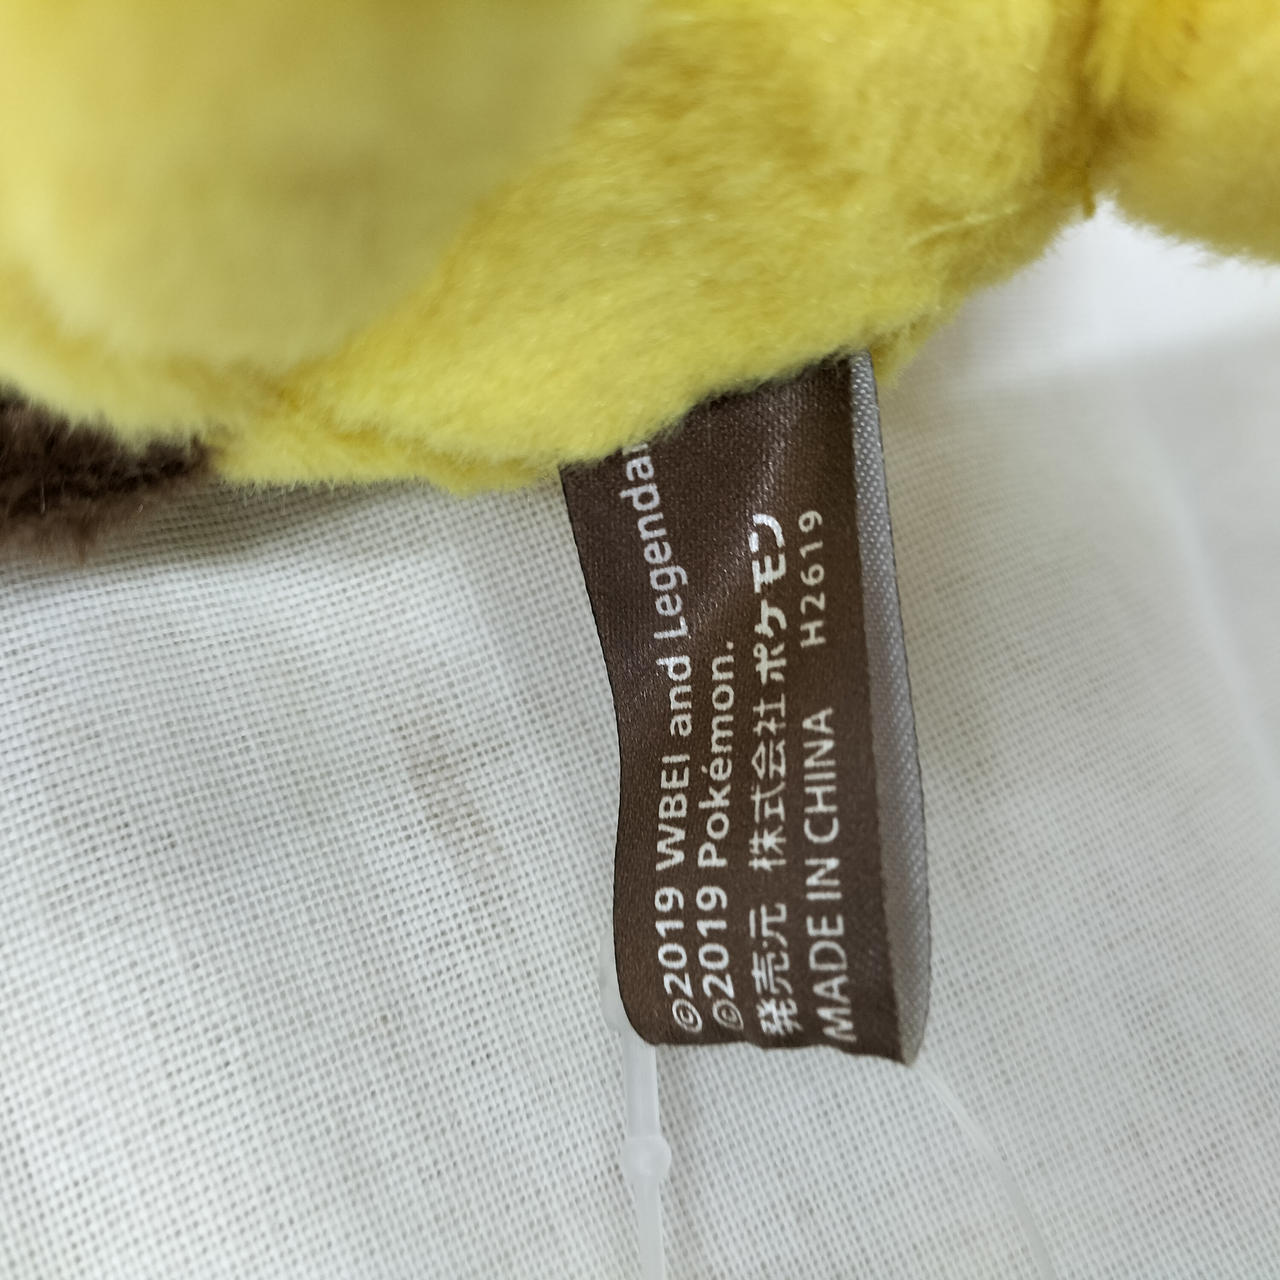 ©2019 WBEI and Legendar
©2019 Pokémon.
発売元 株式会社ポケモン
MADE IN CHINA H2619